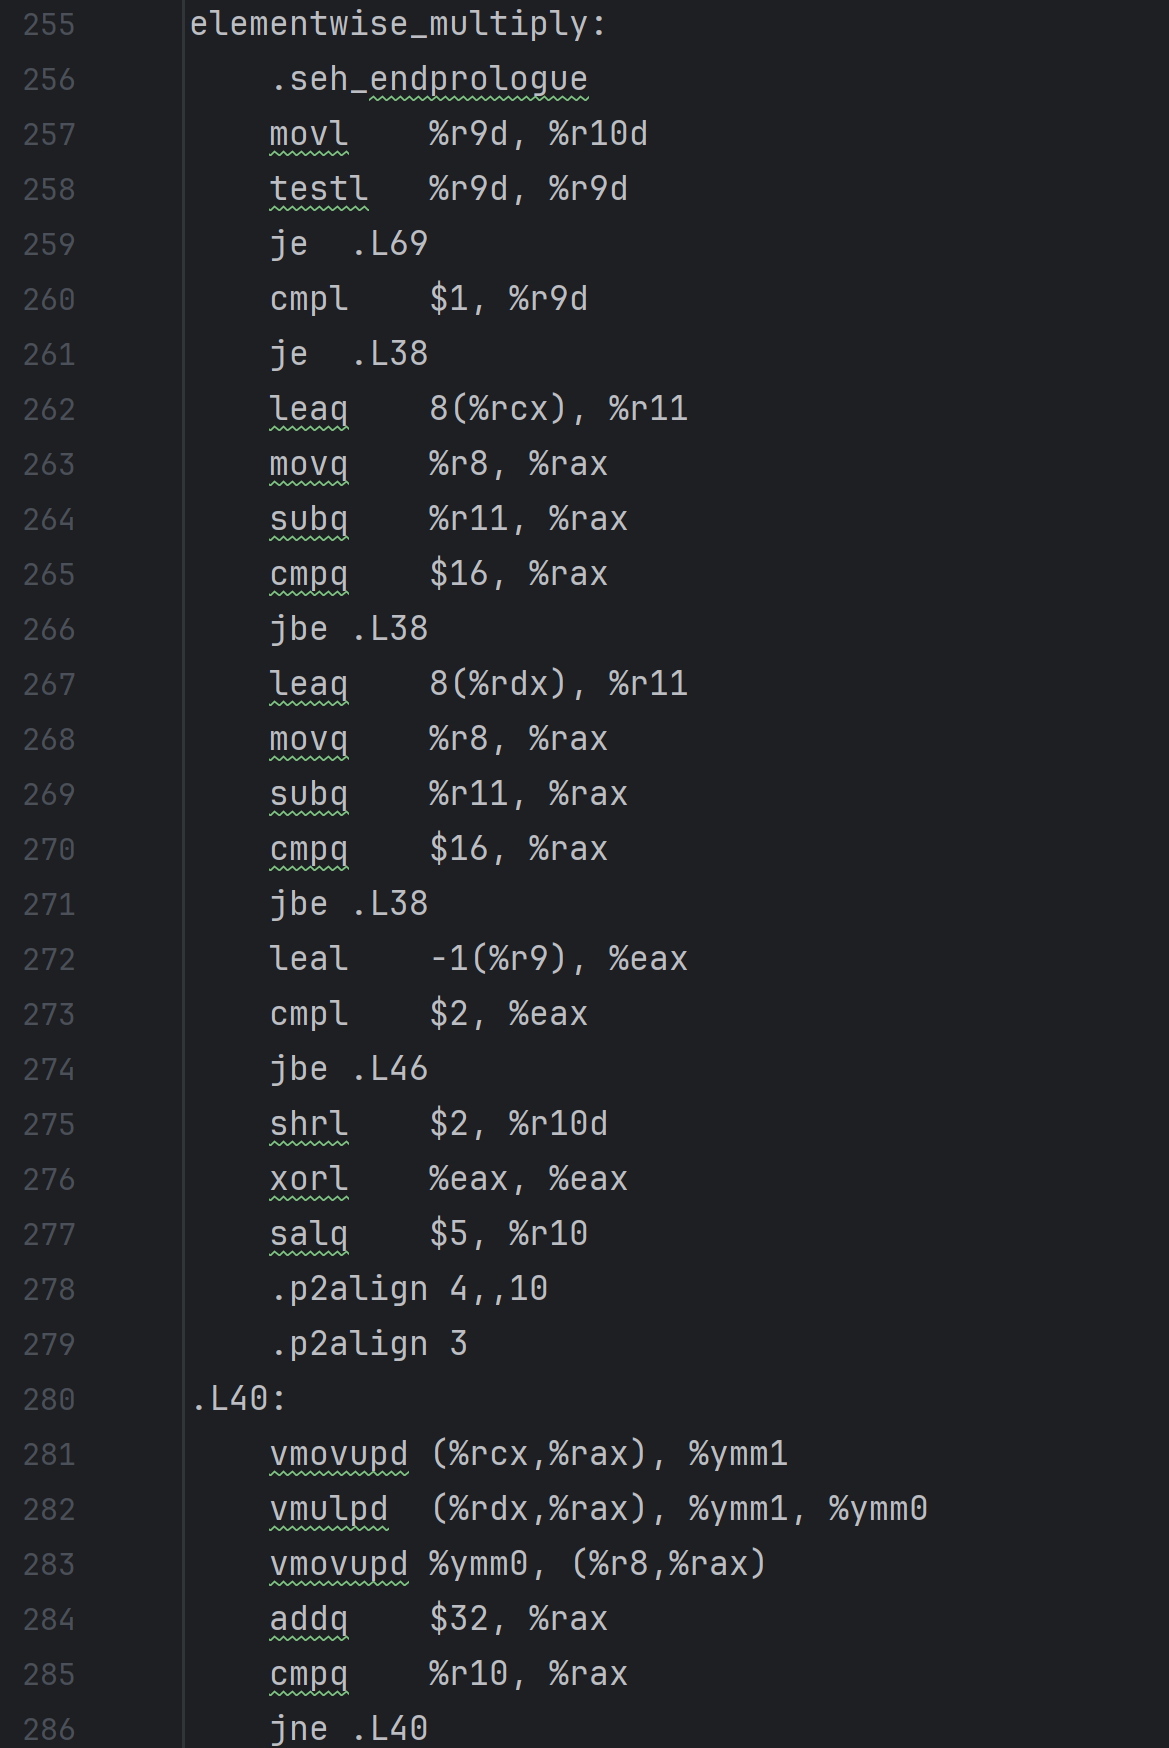 255 elementwise_multiply:
256 .seh_endprologue
257 movl %r9d, %r10d
258 testl %r9d, %r9d
259 je .L69
260 cmpl $1, %r9d
261 je .L38
262 leaq 8(%rcx), %r11
263 movq %r8, %rax
264 subq %r11, %rax
265 cmpq $16, %rax
266 jbe .L38
267 leaq 8(%rdx), %r11
268 movq %r8, %rax
269 subq %r11, %rax
270 cmpq $16, %rax
271 jbe .L38
272 leal -1(%r9), %eax
273 cmpl $2, %eax
274 jbe .L46
275 shrl $2, %r10d
276 xorl %eax, %eax
277 salq $5, %r10
278 .p2align 4,,10
279 .p2align 3
280 .L40:
281 vmovupd (%rcx,%rax), %ymm1
282 vmulpd (%rdx,%rax), %ymm1, %ymm0
283 vmovupd %ymm0, (%r8,%rax)
284 addq $32, %rax
285 cmpq %r10, %rax
286 jne .L40